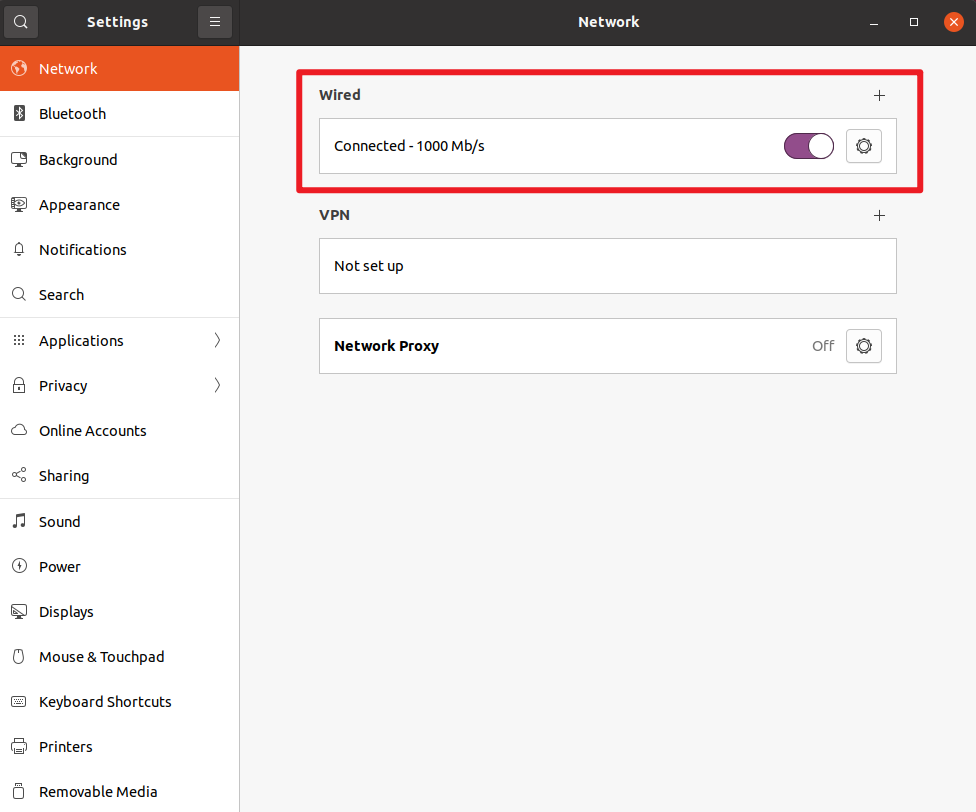 Settings
Network
Network
Bluetooth
Background
Appearance
Notifications
Search
Applications
Privacy
Online Accounts
Sharing
Sound
Power
Displays
Mouse & Touchpad
Keyboard Shortcuts
Printers
Removable Media
Wired
Connected - 1000 Mb/s
VPN
Not set up
Network Proxy Off